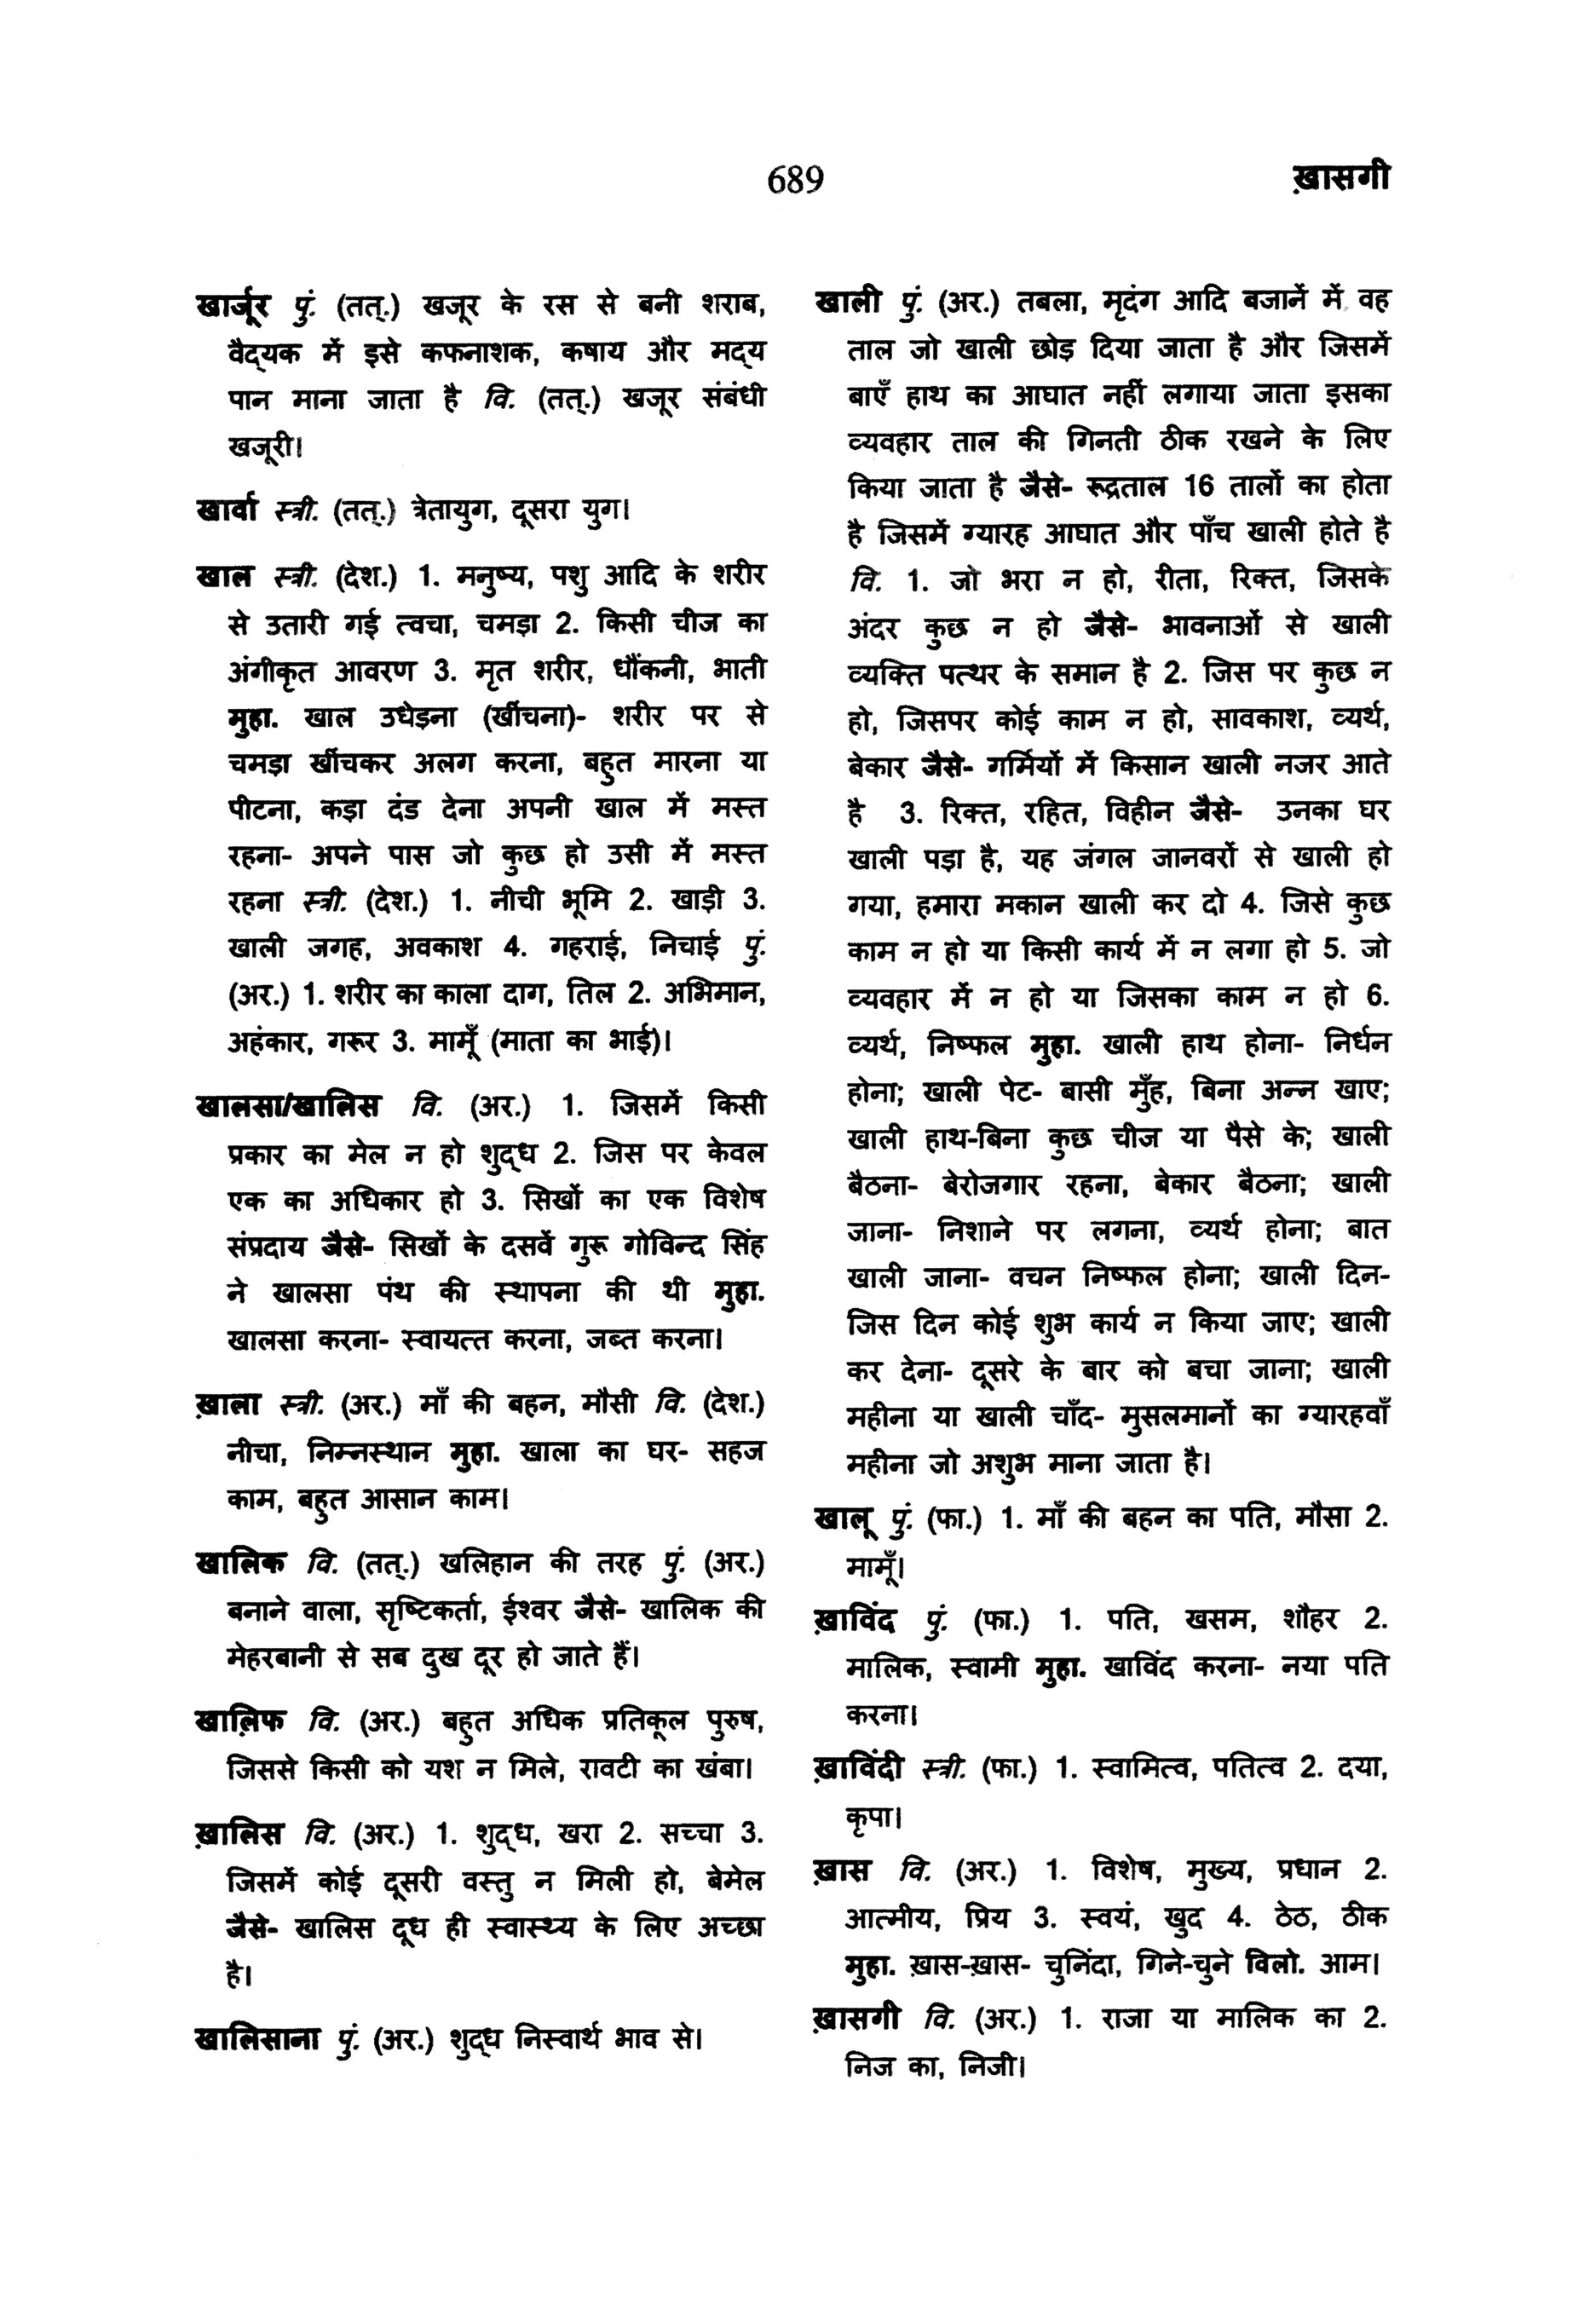 689
ख़ासगी
खार्जूर पुं. (तत्.) खजूर के रस से बनी शराब,
वैद्‌यक में इसे कफनाशक, कषाय और मद्‌य
पान माना जाता है वि. (तत्.) खजूर संबंधी
खजूरी।
खार्वा स्त्री. (तत्.) त्रेतायुग, दूसरा युग।
खाल स्त्री. (देश.) 1. मनुष्य, पशु आदि के शरीर
से उतारी गई त्वचा, चमड़ा 2. किसी चीज का
अंगीकृत आवरण 3. मृत शरीर, धौंकनी, भाती
मुहा. खाल उधेड़ना (खींचना)- शरीर पर से
चमड़ा खींचकर अलग करना, बहुत मारना या
पीटना, कड़ा दंड देना अपनी खाल में मस्त
रहना- अपने पास जो कुछ हो उसी में मस्त
रहना स्त्री. (देश.) 1. नीची भूमि 2. खाड़ी 3.
खाली जगह, अवकाश 4. गहराई, निचाई पुं.
(अर.) 1. शरीर का काला दाग, तिल 2. अभिमान,
अहंकार, गरूर 3. मामूँ (माता का भाई)।
खालसा/खालिस वि. (अर.) 1. जिसमें किसी
प्रकार का मेल न हो शुद्‌ध 2. जिस पर केवल
एक का अधिकार हो 3. सिखों का एक विशेष
संप्रदाय जैसे- सिखों के दसवें गुरू गोविन्द सिंह
ने खालसा पंथ की स्थापना की थी मुहा.
खालसा करना- स्वायत्त करना, जब्त करना।
ख़ाला स्त्री. (अर.) माँ की बहन, मौसी वि. (देश.)
नीचा, निम्नस्थान मुहा. खाला का घर- सहज
काम, बहुत आसान काम।
खालिक वि. (तत्.) खलिहान की तरह पुं. (अर.)
बनाने वाला, सृष्टिकर्ता, ईश्वर जैसे- खालिक की
मेहरबानी से सब दुख दूर हो जाते हैं।
खाल़िफ वि. (अर.) बहुत अधिक प्रतिकूल पुरुष,
जिससे किसी को यश न मिले, रावटी का खंबा।
ख़ालिस वि. (अर.) 1. शुद्‌ध, खरा 2. सच्चा 3.
जिसमें कोई दूसरी वस्तु न मिली हो, बेमेल
जैसे- खालिस दूध ही स्वास्थ्य के लिए अच्छा
है।
खालिसाना पुं. (अर.) शुद्‌ध निस्वार्थ भाव से।
खाली पुं. (अर.) तबला, मृदंग आदि बजानें में वह
ताल जो खाली छोड़ दिया जाता है और जिसमें
बाएँ हाथ का आघात नहीं लगाया जाता इसका
व्यवहार ताल की गिनती ठीक रखने के लिए
किया जाता है जैसे- रूद्रताल 16 तालों का होता
है जिसमें ग्यारह आघात और पाँच खाली होते है
वि. 1. जो भरा न हो, रीता, रिक्त, जिसके
अंदर कुछ न हो जैसे- भावनाओं से खाली
व्यक्ति पत्थर के समान है 2. जिस पर कुछ न
हो, जिसपर कोई काम न हो, सावकाश, व्यर्थ,
बेकार जैसे- गर्मियों में किसान खाली नजर आते
है 3. रिक्त, रहित, विहीन जैसे- उनका घर
खाली पड़ा है, यह जंगल जानवरों से खाली हो
गया, हमारा मकान खाली कर दो 4. जिसे कुछ
काम न हो या किसी कार्य में न लगा हो 5. जो
व्यवहार में न हो या जिसका काम न हो 6.
व्यर्थ, निष्फल मुहा. खाली हाथ होना- निर्धन
होना; खाली पेट- बासी मुँह, बिना अन्न खाए;
खाली हाथ-बिना कुछ चीज या पैसे के; खाली
बैठना- बेरोजगार रहना, बेकार बैठना; खाली
जाना- निशाने पर लगना, व्यर्थ होना; बात
खाली जाना- वचन निष्फल होना; खाली दिन-
जिस दिन कोई शुभ कार्य न किया जाए; खाली
कर देना- दूसरे के बार को बचा जाना; खाली
महीना या खाली चाँद- मुसलमानों का ग्यारहवाँ
महीना जो अशुभ माना जाता है।
खालू पुं. (फा.) 1. माँ की बहन का पति, मौसा 2.
मामूँ।
ख़ाविंद पुं. (फा.) 1. पति, खसम, शौहर 2.
मालिक, स्वामी मुहा. खाविंद करना- नया पति
करना।
ख़ाविंदी स्त्री. (फा.) 1. स्वामित्व, पतित्व 2. दया,
कृपा।
ख़ास वि. (अर.) 1. विशेष, मुख्य, प्रधान 2.
आत्मीय, प्रिय 3. स्वयं, खुद 4. ठेठ, ठीक
मुहा. ख़ास-ख़ास- चुनिंदा, गिने-चुने विलो. आम।
ख़ासगी वि. (अर.) 1. राजा या मालिक का 2.
निज का, निजी।